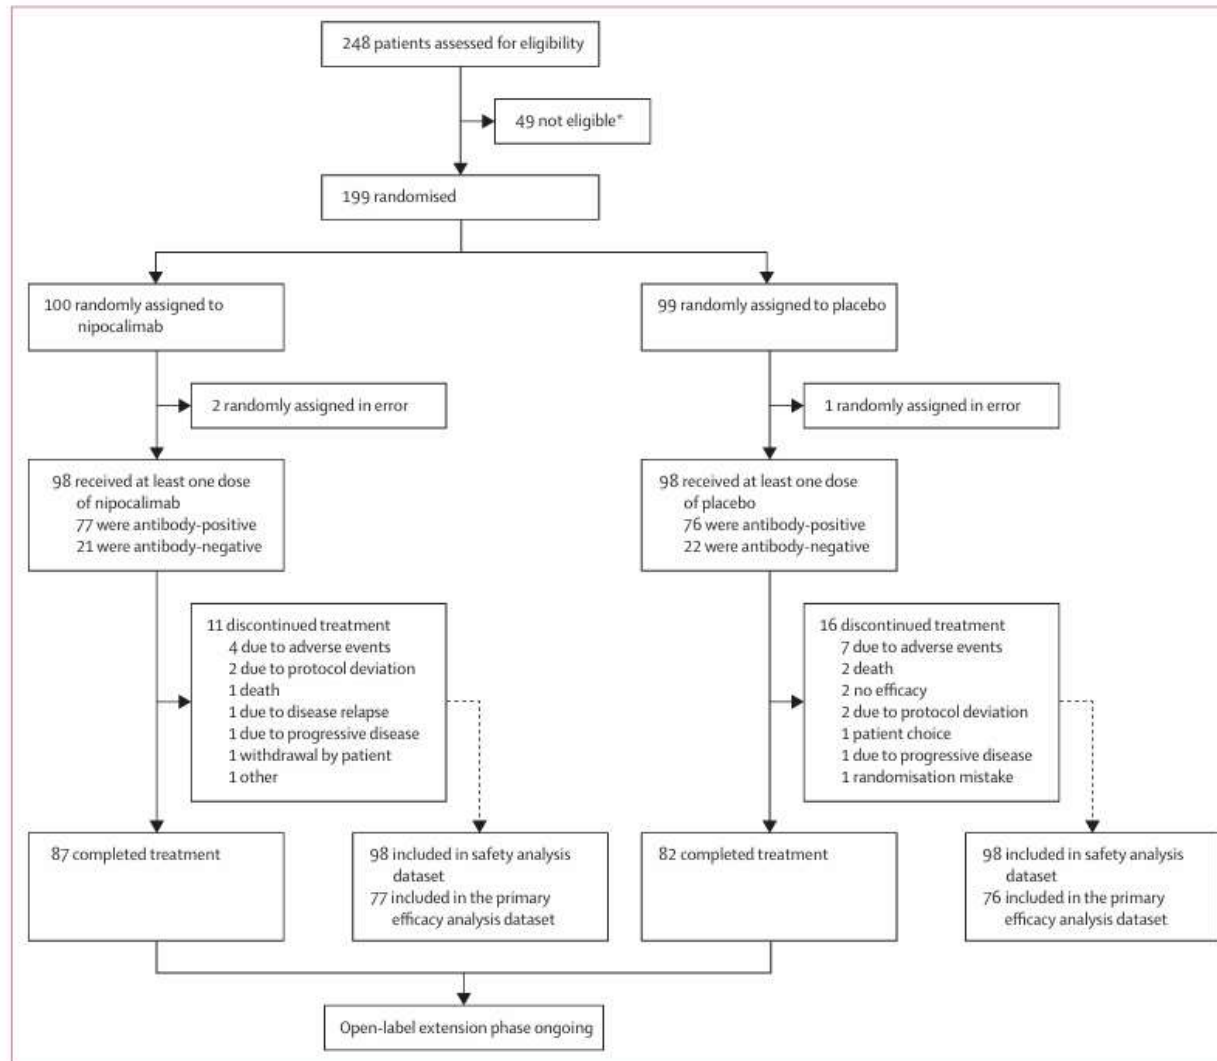 248 patients assessed for eligibility
49 not eligible*
199 randomised
100 randomly assigned to
nipocalimab
99 randomly assigned to placebo
2 randomly assigned in error
1 randomly assigned in error
98 received at least one dose
of nipocalimab
77 were antibody-positive
21 were antibody-negative
98 received at least one dose
of placebo
76 were antibody-positive
22 were antibody-negative
11 discontinued treatment
4 due to adverse events
2 due to protocol deviation
1 death
1 due to disease relapse
1 due to progressive disease
1 withdrawal by patient
1 other
16 discontinued treatment
7 due to adverse events
2 death
2 no efficacy
2 due to protocol deviation
1 patient choice
1 due to progressive disease
1 randomisation mistake
87 completed treatment
98 included in safety analysis
dataset
77 included in the primary
efficacy analysis dataset
82 completed treatment
98 included in safety analysis
dataset
76 included in the primary
efficacy analysis dataset
Open-label extension phase ongoing